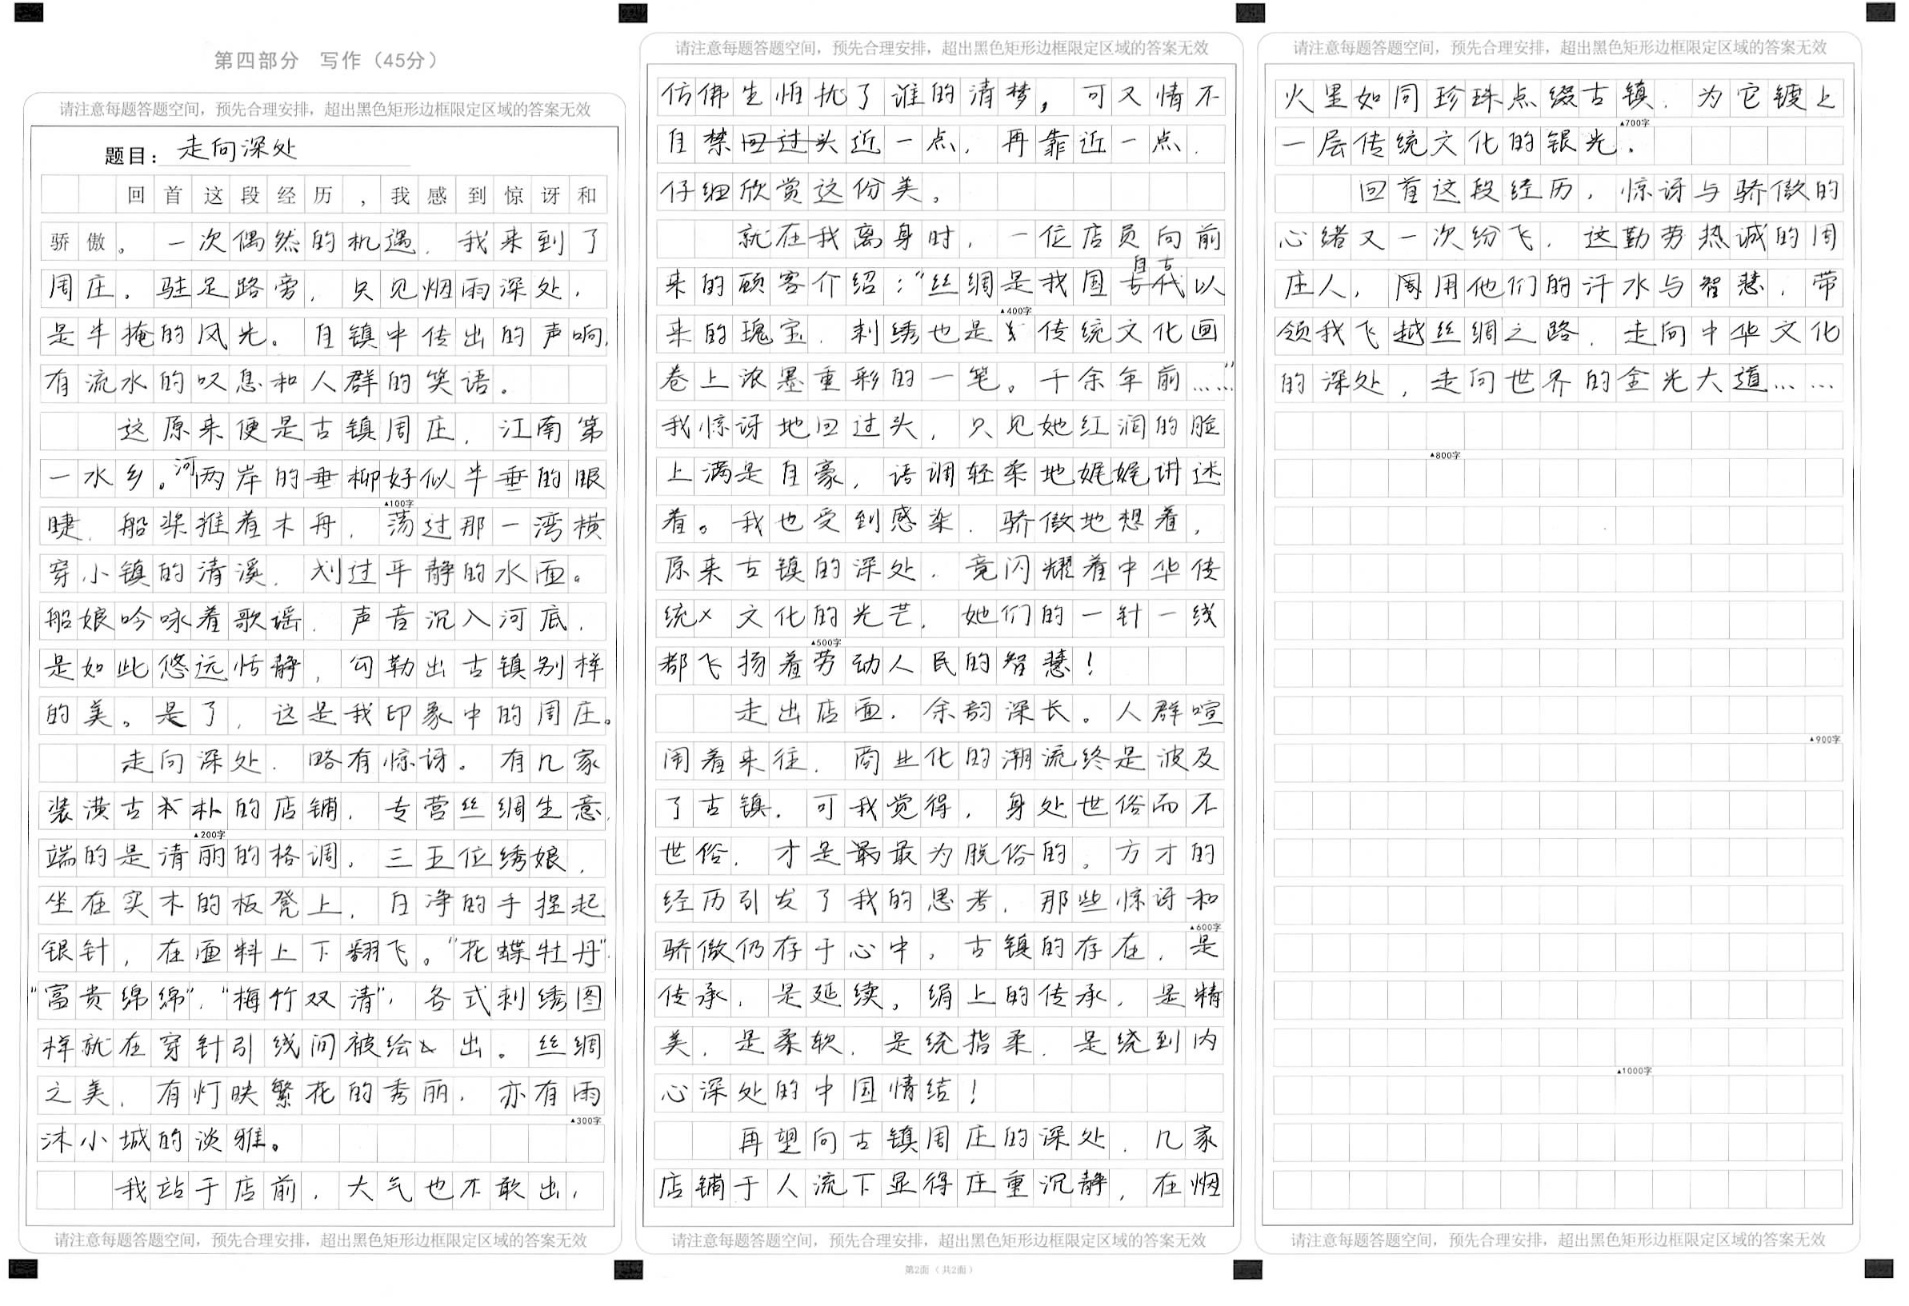 第四部分 写作（45分）
请注意每题答题空间，预先合理安排，超出黑色矩形边框限定区域的答案无效
题目：走向深处
回首这段经历，我感到惊讶和
骄傲。一次偶然的机遇，我来到了
周庄。驻足路旁，只见烟雨深处，
是半掩的风光。自镇中传出的声响，
有流水的叹息和人群的笑语。
这原来便是古镇周庄，江南第
一水乡。河两岸的垂柳好似半垂的眼
睫，船桨推着木舟，荡过那一湾横
▲100字
穿小镇的清溪，划过平静的水面。
船娘吟咏着歌谣，声音沉入河底，
是如此悠远恬静，勾勒出古镇别样
的美。是了，这是我印象中的周庄。
走向深处，略有惊讶。有几家
装潢古朴的店铺，专营丝绸生意，
▲200字
端的是清丽的格调，三五位绣娘，
坐在实木的板凳上，白净的手捏起
银针，在面料上下翻飞。“花蝶牡丹”
“富贵绵绵”，“梅竹双清”，各式刺绣图
样就在穿针引线间被绘出。丝绸
之美，有灯映繁花的秀丽，亦有雨
▲300字
沐小城的淡雅。
我站于店前，大气也不敢出，
请注意每题答题空间，预先合理安排，超出黑色矩形边框限定区域的答案无效
请注意每题答题空间，预先合理安排，超出黑色矩形边框限定区域的答案无效
仿佛生怕扰了谁的清梦，可又情不
自禁回过头近一点，再靠近一点，
仔细欣赏这份美。
就在我离身时，一位店员向前
来的顾客介绍：“丝绸是我国自古以
▲400字
来的瑰宝，刺绣也是传统文化画
卷上浓墨重彩的一笔。千余年前……”
我惊讶地回过头，只见她红润的脸
上满是自豪，语调轻柔地娓娓讲述
着。我也受到感染，骄傲地想着，
原来古镇的深处，竟闪耀着中华传
统文化的光芒，她们的一针一线
▲500字
都飞扬着劳动人民的智慧！
走出店面，余韵深长。人群喧
闹着来往，商业化的潮流终是波及
了古镇，可我觉得，身处世俗而不
世俗，才是最为脱俗的。方才的
经历引发了我的思考，那些惊讶和
▲600字
骄傲仍存于心中，古镇的存在，是
传承，是延续。绢上的传承，是精
美，是柔软，是绕指柔，是绕到内
心深处的中国情结！
再望向古镇周庄的深处，几家
店铺于人流下显得庄重沉静，在烟
请注意每题答题空间，预先合理安排，超出黑色矩形边框限定区域的答案无效
第2面（共2面）
请注意每题答题空间，预先合理安排，超出黑色矩形边框限定区域的答案无效
火里如同珍珠点缀古镇，为它镀上
▲700字
一层传统文化的银光。
回首这段经历，惊讶与骄傲的
心绪又一次纷飞，这勤劳热诚的周
庄人，用他们的汗水与智慧，带
领我飞越丝绸之路，走向中华文化
的深处，走向世界的金光大道……
▲800字
▲900字
▲1000字
请注意每题答题空间，预先合理安排，超出黑色矩形边框限定区域的答案无效